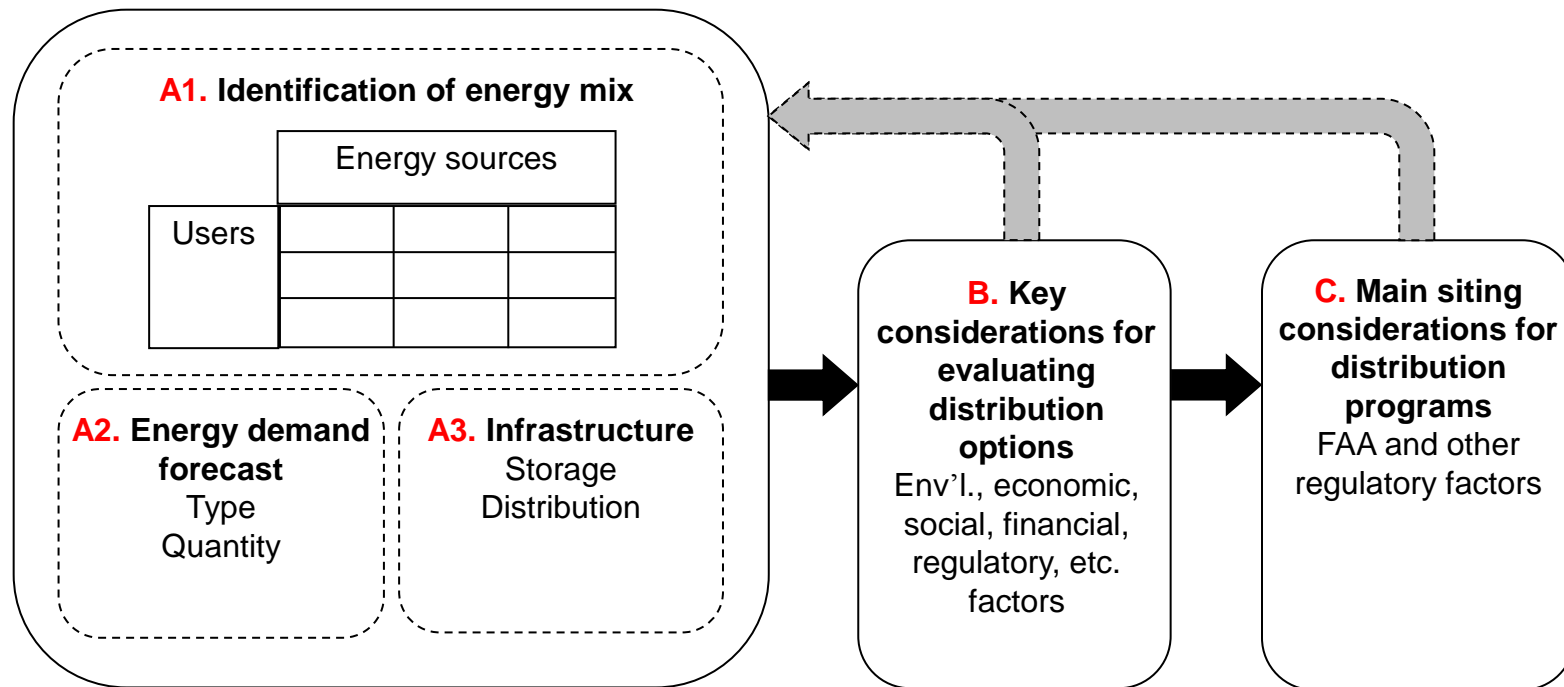 A1. Identification of energy mix
Energy sources
Users
A2. Energy demand
forecast
Type
Quantity
A3. Infrastructure
Storage
Distribution
B. Key
considerations for
evaluating
distribution
options
Env’l., economic,
social, financial,
regulatory, etc.
factors
C. Main siting
considerations for
distribution
programs
FAA and other
regulatory factors